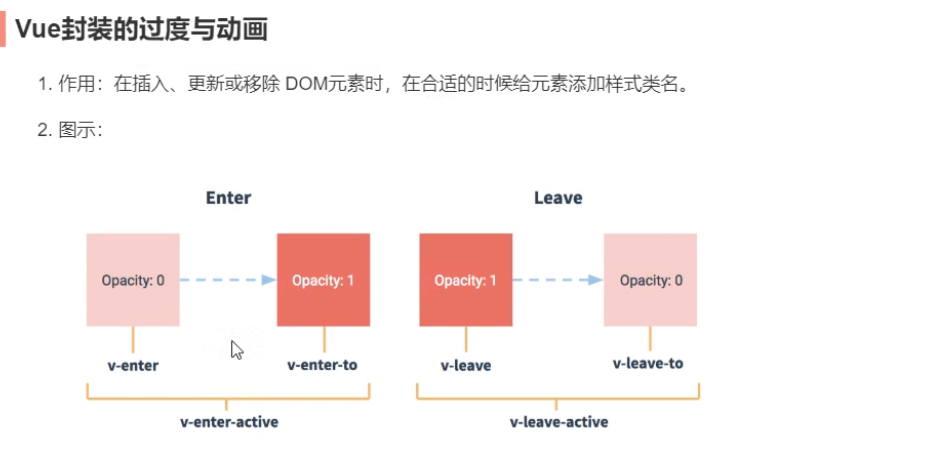 Vue封装的过度与动画
1. 作用：在插入、更新或移除 DOM元素时，在合适的时候给元素添加样式类名。
2. 图示：
Enter
Leave
Opacity: 0
Opacity: 1
Opacity: 1
Opacity: 0
v-enter
v-enter-to
v-leave
v-leave-to
v-enter-active
v-leave-active